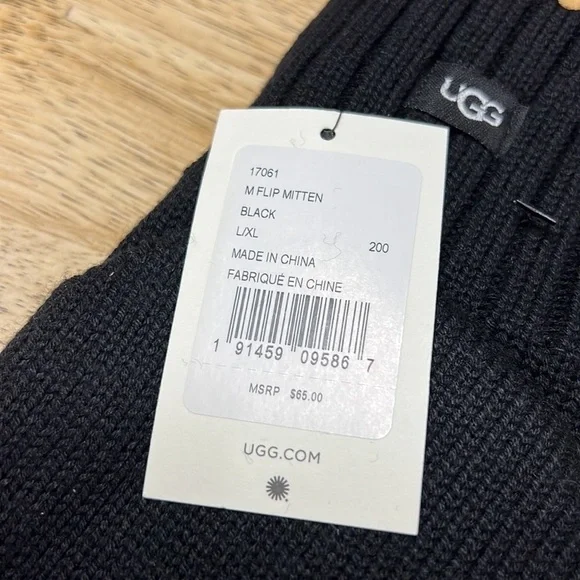 UGG
17061
M FLIP MITTEN
BLACK
L/XL 200
MADE IN CHINA
FABRIQUÉ EN CHINE
1 91459 09586 7
MSRP $65.00
UGG.COM